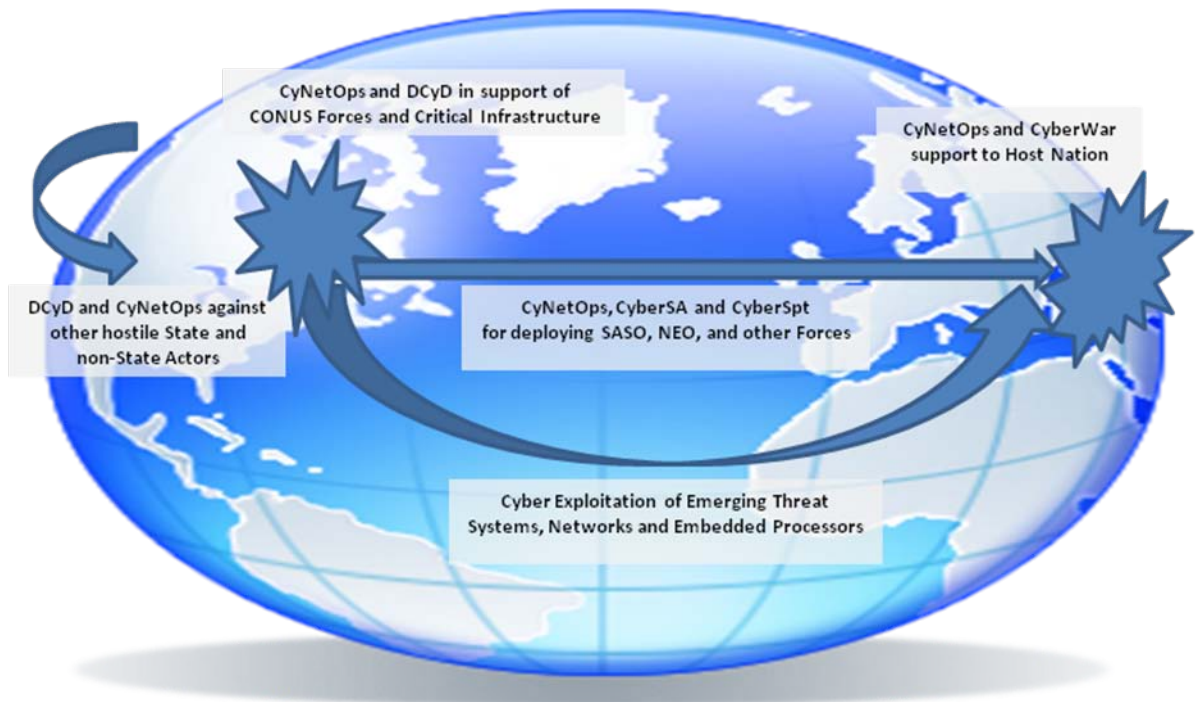 CyNetOps and DCyD in support of
CONUS Forces and Critical Infrastructure
CyNetOps and CyberWar
support to Host Nation
DCyD and CyNetOps against
other hostile State and
non-State Actors
CyNetOps, CyberSA and CyberSpt
for deploying SASO, NEO, and other Forces
Cyber Exploitation of Emerging Threat
Systems, Networks and Embedded Processors